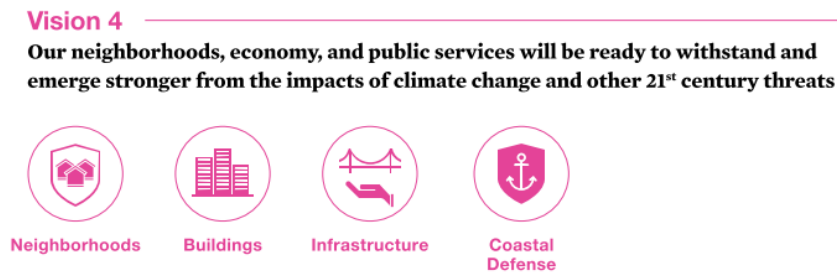 Vision 4
Our neighborhoods, economy, and public services will be ready to withstand and
emerge stronger from the impacts of climate change and other 21st century threats
Neighborhoods
Buildings
Infrastructure
Coastal
Defense